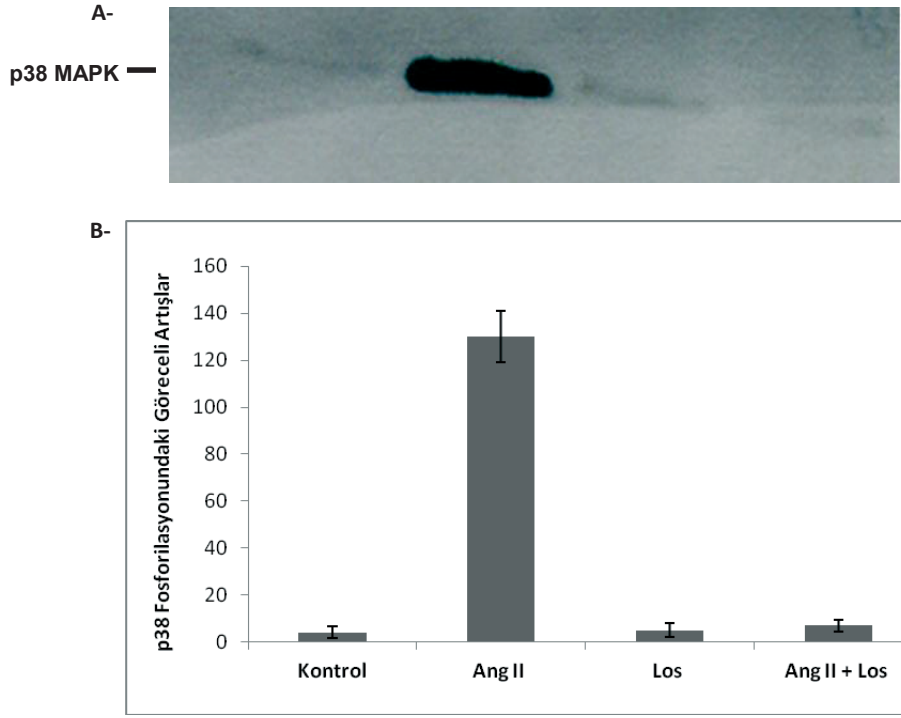 A-
p38 MAPK
B-
p38 Fosforilasyonundaki Göreceli Artışlar
160
140
120
100
80
60
40
20
0
Kontrol
Ang II
Los
Ang II + Los